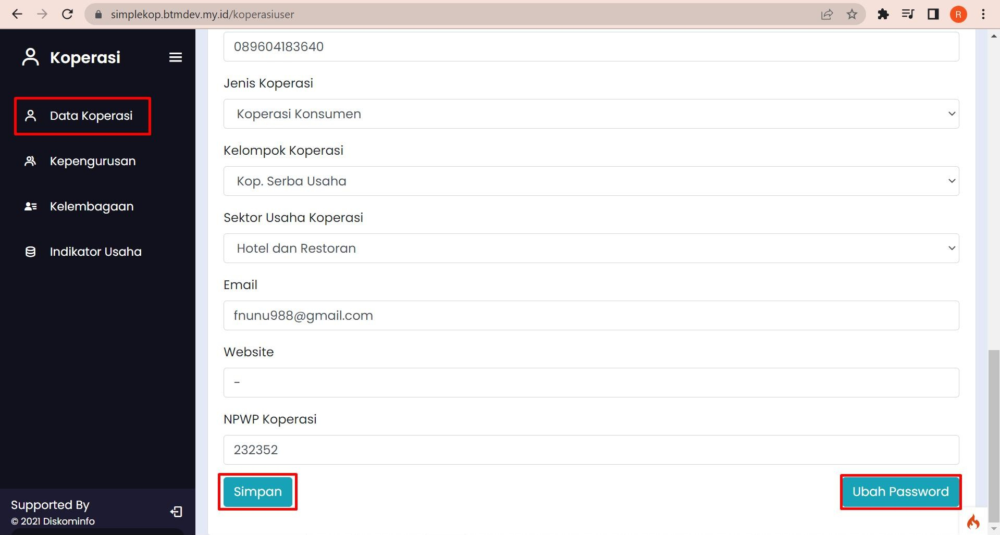 simplekop.btmdev.my.id/koperasiuser
R
Koperasi
Data Koperasi
Kepengurusan
Kelembagaan
Indikator Usaha
Supported By
© 2021 Diskominfo
089604183640
Jenis Koperasi
Koperasi Konsumen
Kelompok Koperasi
Kop. Serba Usaha
Sektor Usaha Koperasi
Hotel dan Restoran
Email
fnunu988@gmail.com
Website
-
NPWP Koperasi
232352
Simpan
Ubah Password